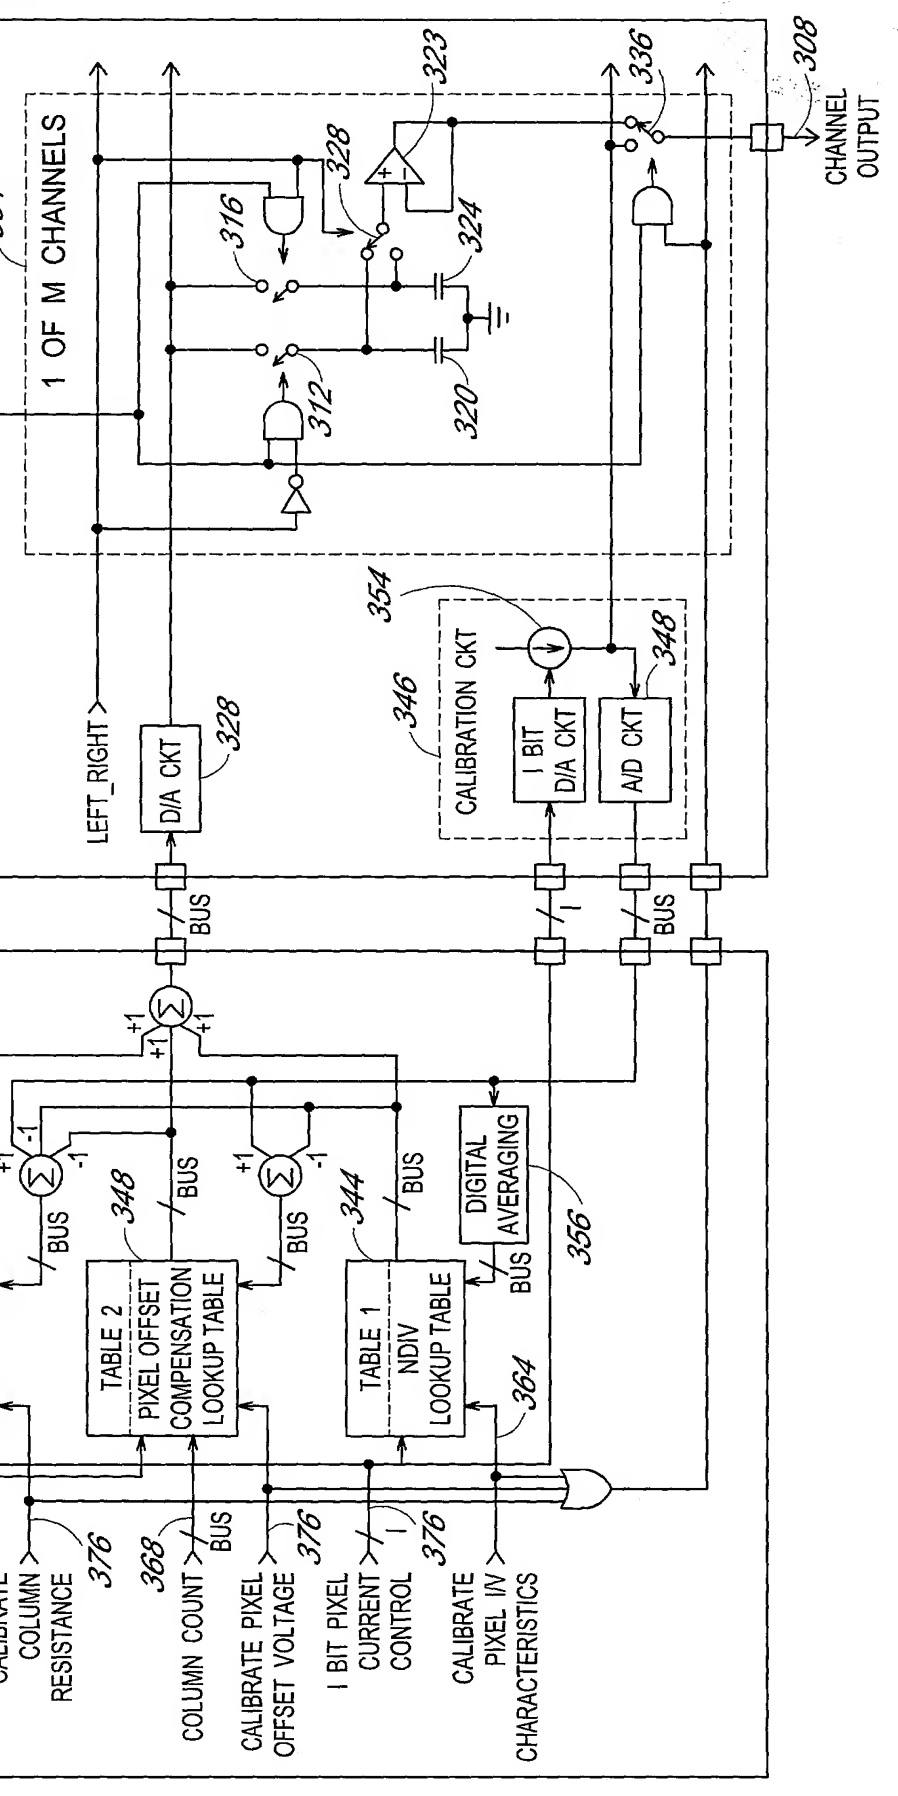 1 OF M CHANNELS
316
328
323
336
308
CHANNEL
OUTPUT
324
312
320
+
−
LEFT_RIGHT
D/A CKT
328
BUS
346
CALIBRATION CKT
354
I BIT
D/A CKT
A/D CKT
348
I
BUS
Σ
+1
+1
+1
Σ
+1
-1
-1
BUS
TABLE 2
PIXEL OFFSET
COMPENSATION
LOOKUP TABLE
348
BUS
Σ
+1
-1
BUS
TABLE 1
NDIV
LOOKUP TABLE
344
BUS
DIGITAL
AVERAGING
356
BUS
364
COLUMN
RESISTANCE
376
368
BUS
COLUMN COUNT
CALIBRATE PIXEL
OFFSET VOLTAGE
376
I BIT PIXEL
CURRENT
CONTROL
I
376
CALIBRATE
PIXEL I/V
CHARACTERISTICS